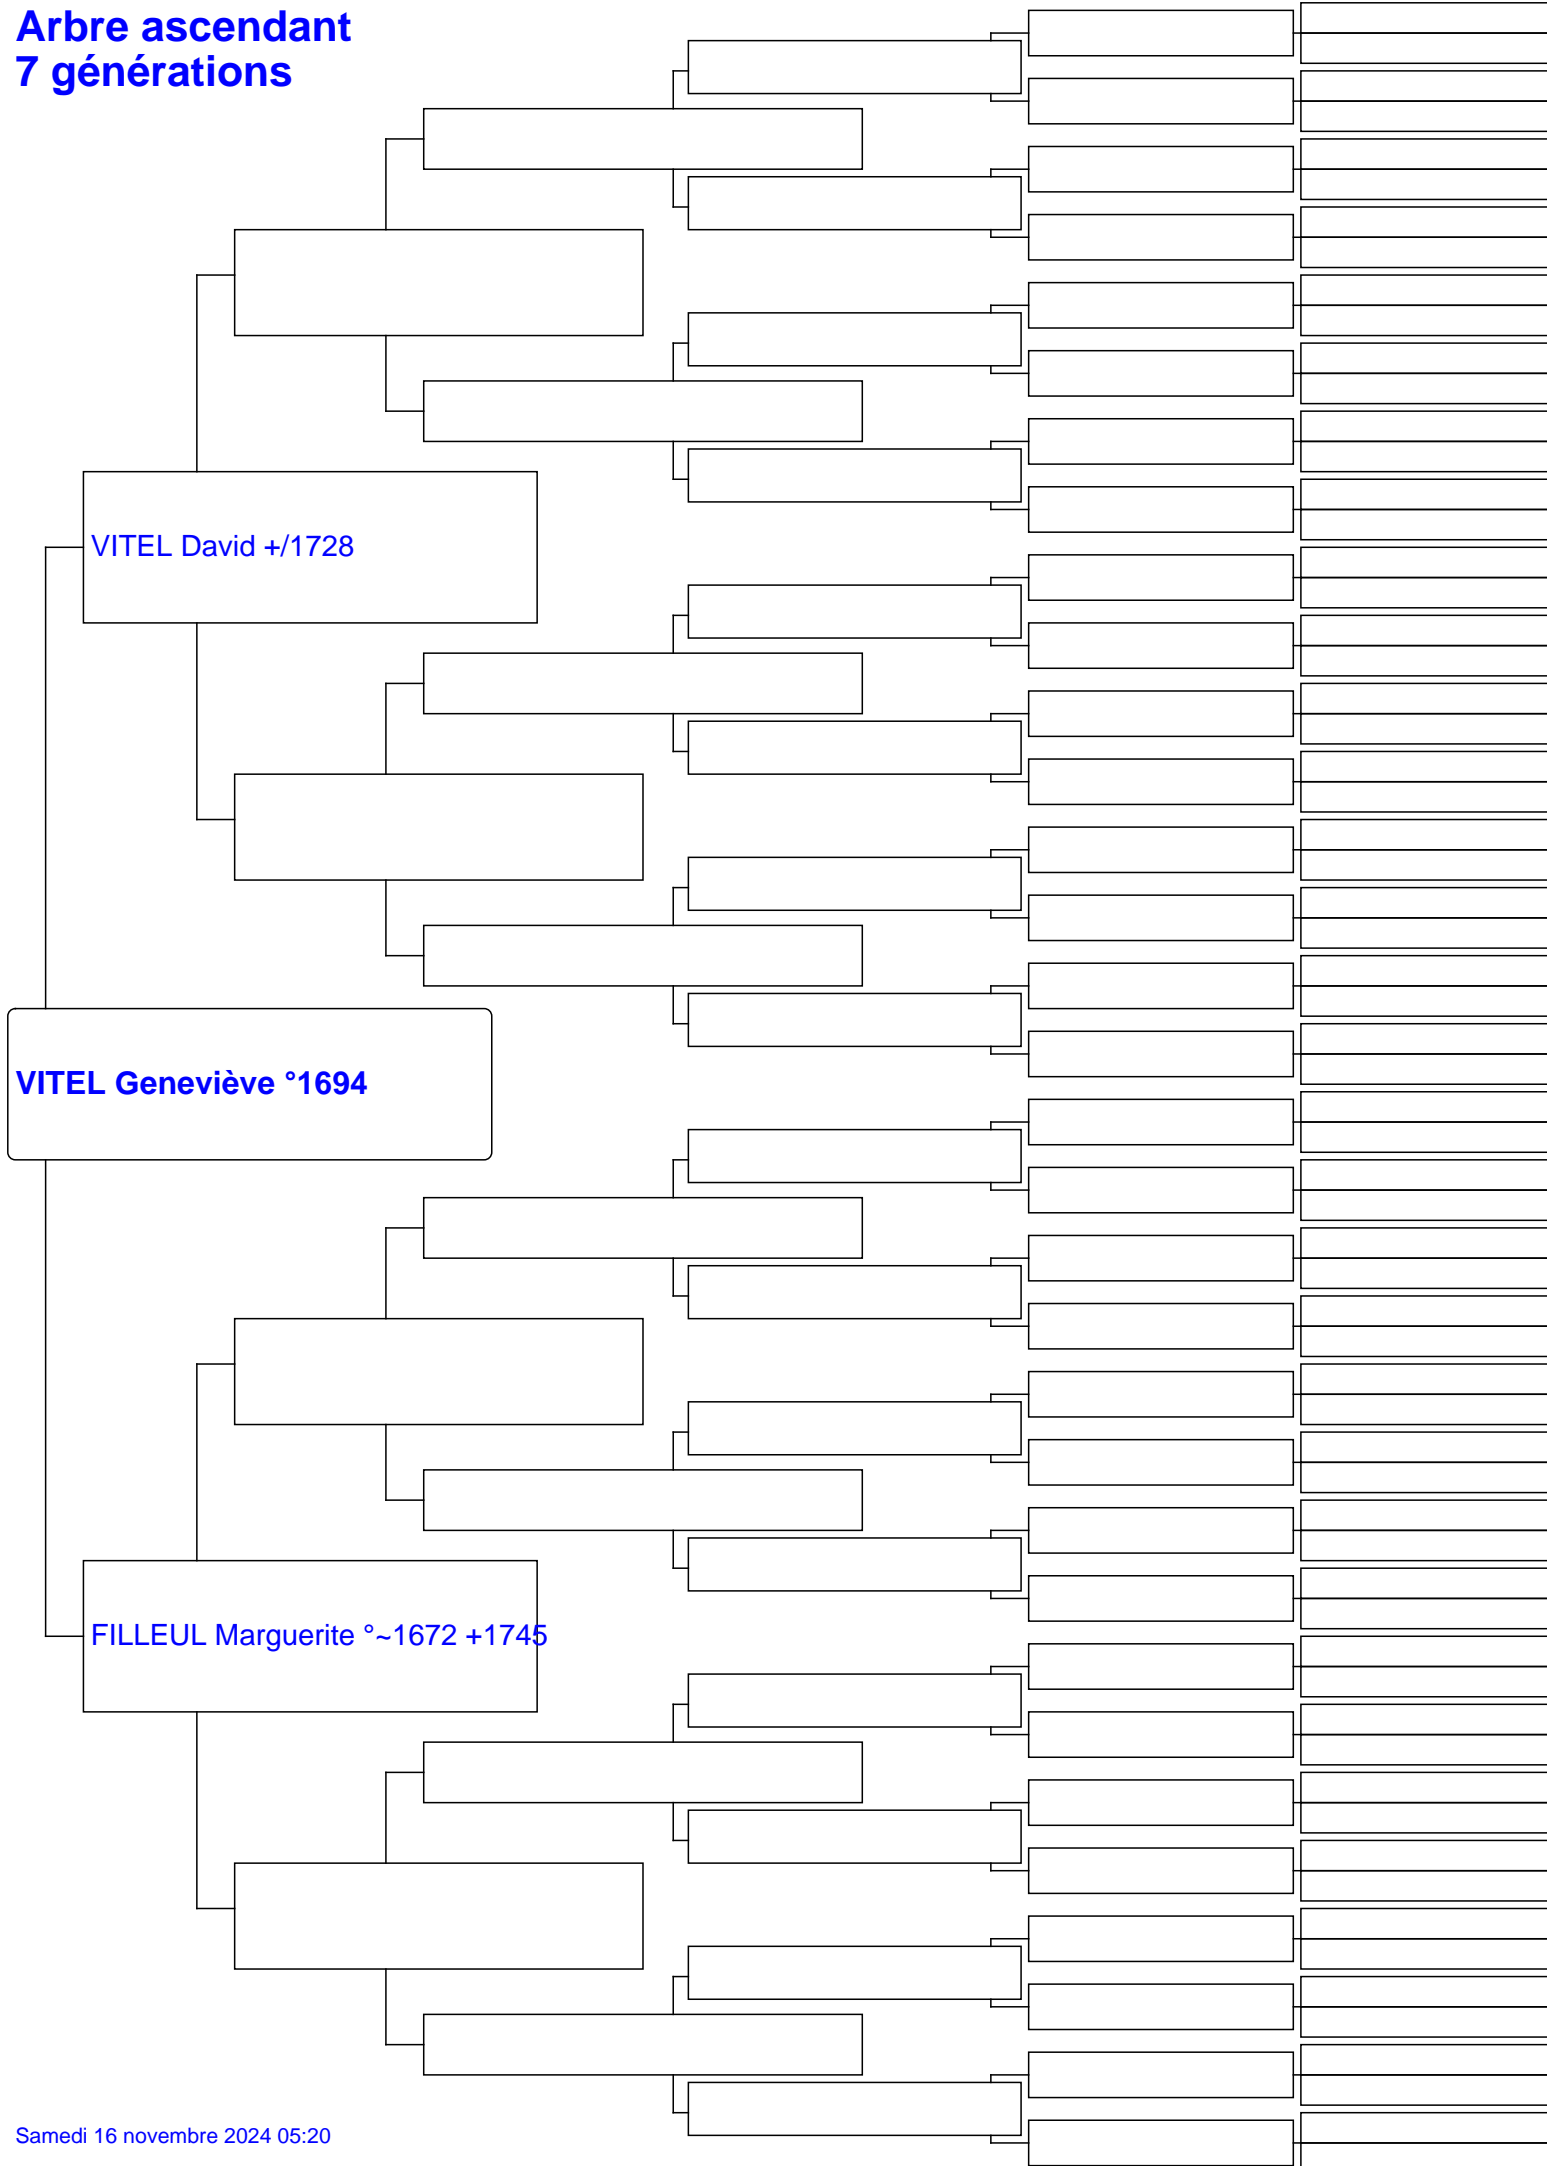 Arbre ascendant
7 générations
VITEL David +/1728
VITEL Geneviève °1694
FILLEUL Marguerite °~1672 +1745
Samedi 16 novembre 2024 05:20